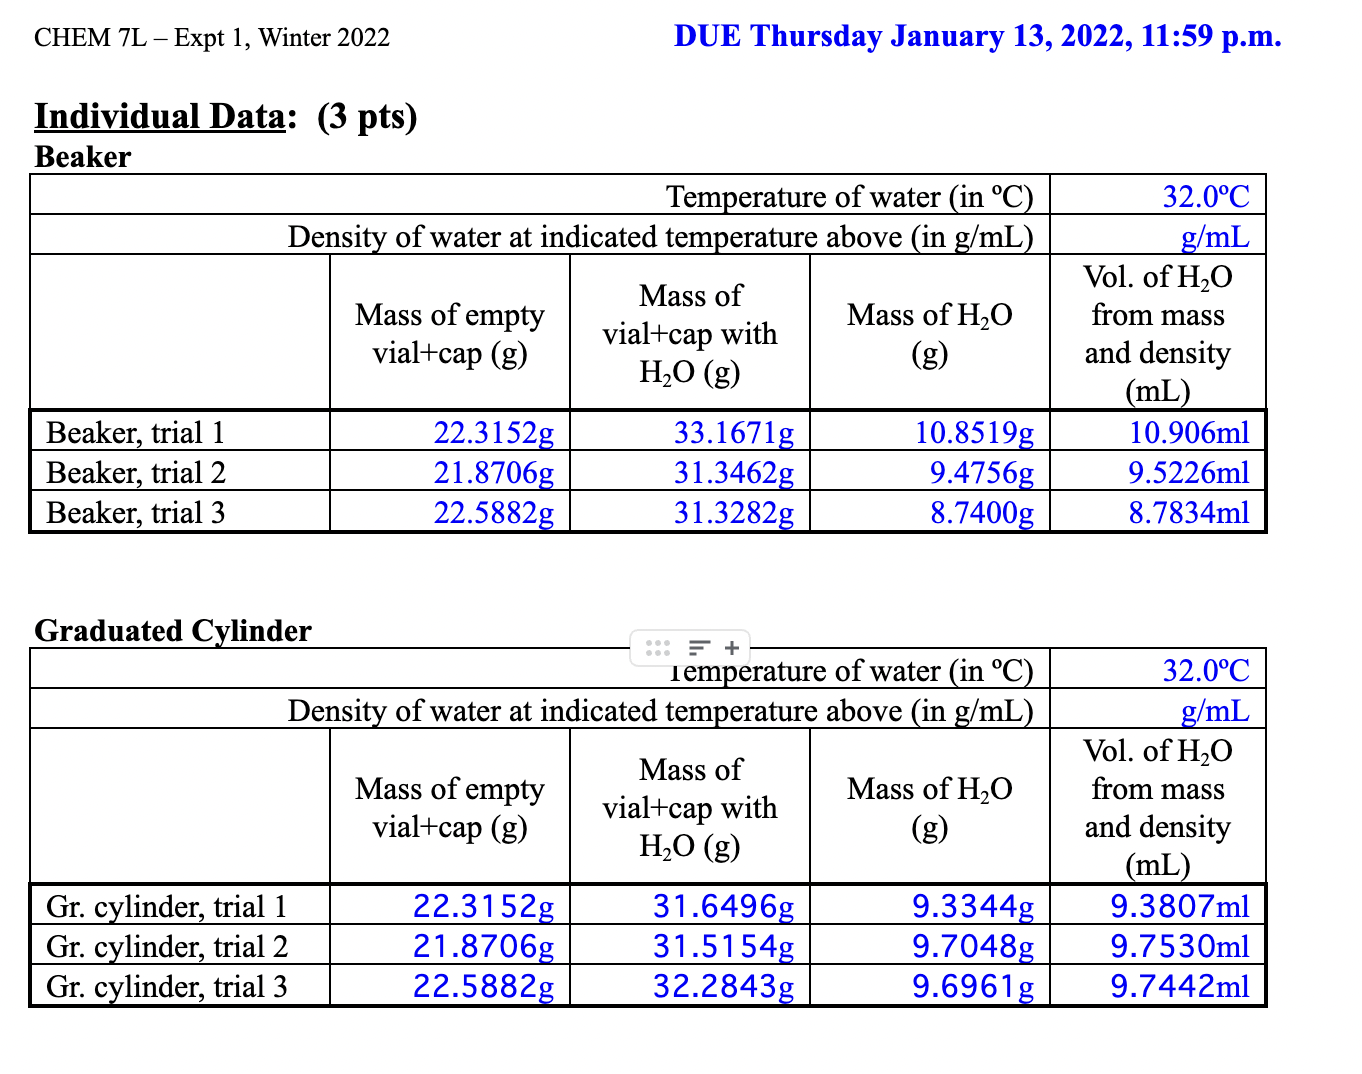 CHEM 7L – Expt 1, Winter 2022 DUE Thursday January 13, 2022, 11:59 p.m.
Individual Data: (3 pts)
Beaker
Temperature of water (in ºC) 32.0ºC
Density of water at indicated temperature above (in g/mL) g/mL
Mass of empty vial+cap (g) Mass of vial+cap with H₂O (g) Mass of H₂O (g) Vol. of H₂O from mass and density (mL)
Beaker, trial 1 22.3152g 33.1671g 10.8519g 10.906ml
Beaker, trial 2 21.8706g 31.3462g 9.4756g 9.5226ml
Beaker, trial 3 22.5882g 31.3282g 8.7400g 8.7834ml
Graduated Cylinder
Temperature of water (in ºC) 32.0ºC
Density of water at indicated temperature above (in g/mL) g/mL
Mass of empty vial+cap (g) Mass of vial+cap with H₂O (g) Mass of H₂O (g) Vol. of H₂O from mass and density (mL)
Gr. cylinder, trial 1 22.3152g 31.6496g 9.3344g 9.3807ml
Gr. cylinder, trial 2 21.8706g 31.5154g 9.7048g 9.7530ml
Gr. cylinder, trial 3 22.5882g 32.2843g 9.6961g 9.7442ml